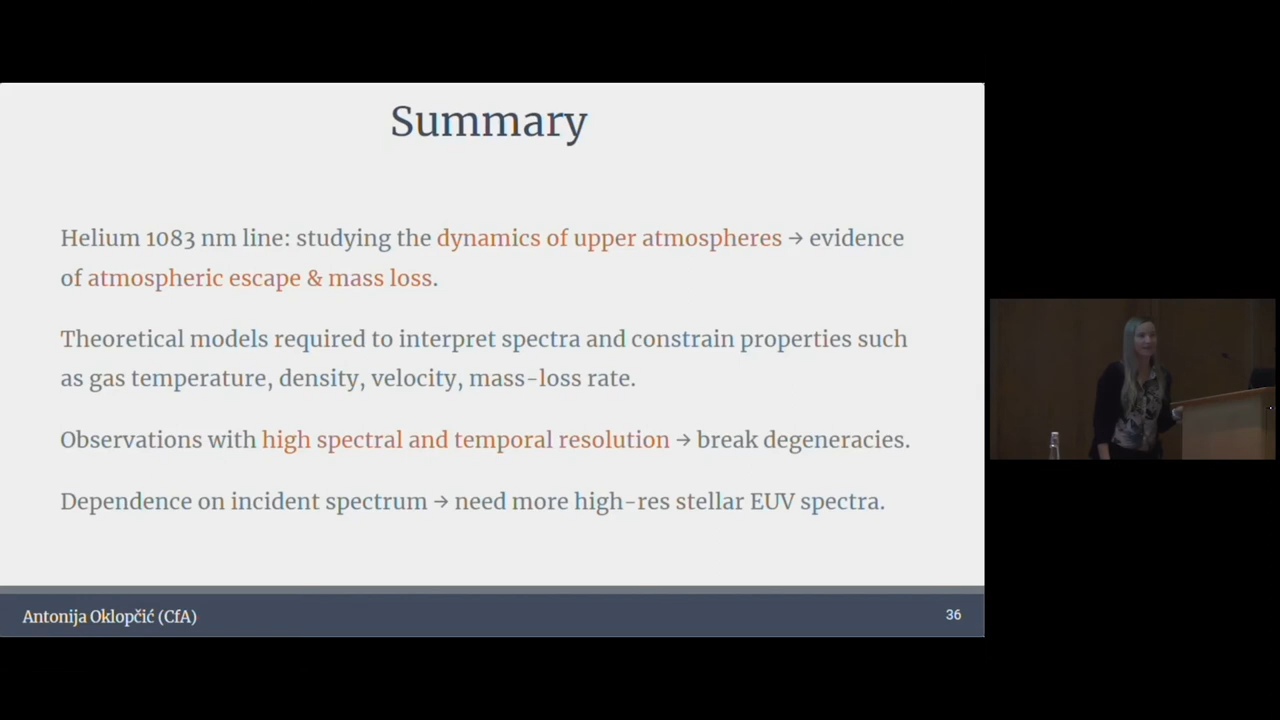 Summary
Helium 1083 nm line: studying the dynamics of upper atmospheres → evidence
of atmospheric escape & mass loss.
Theoretical models required to interpret spectra and constrain properties such
as gas temperature, density, velocity, mass-loss rate.
Observations with high spectral and temporal resolution → break degeneracies.
Dependence on incident spectrum → need more high-res stellar EUV spectra.
Antonija Oklopčić (CfA)
36